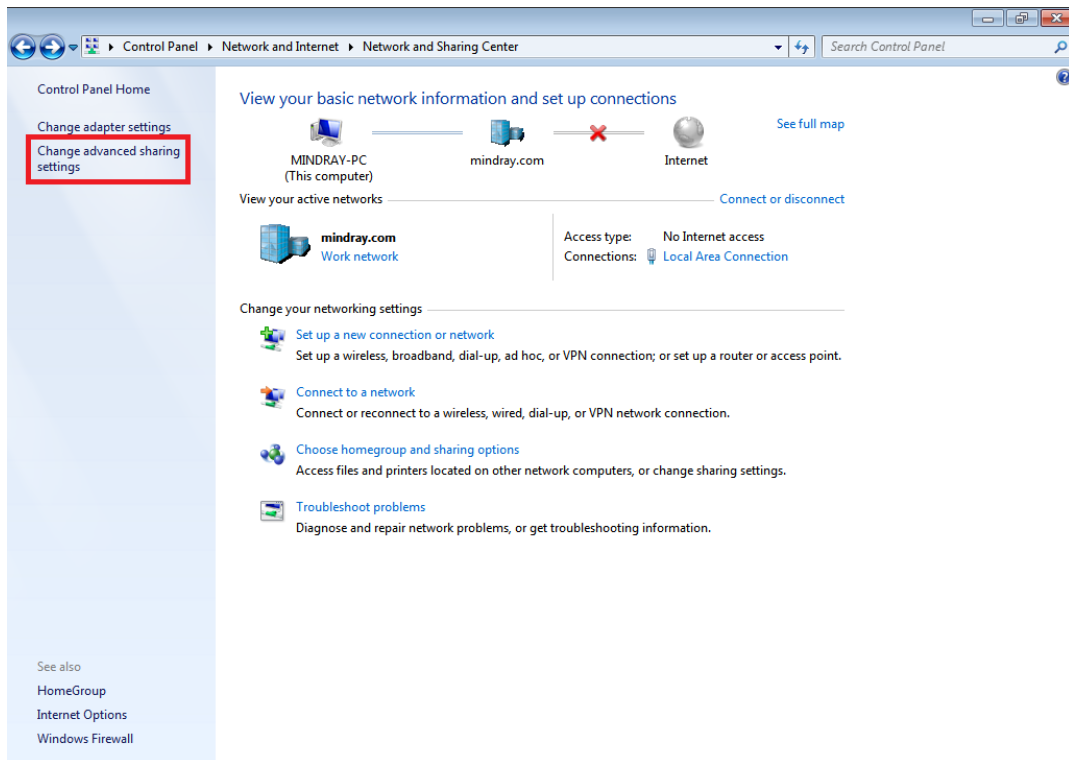 Control Panel
Network and Internet
Network and Sharing Center
Search Control Panel
Control Panel Home
Change adapter settings
Change advanced sharing
settings
View your basic network information and set up connections
See full map
MINDRAY-PC
(This computer)
mindray.com
Internet
View your active networks
Connect or disconnect
mindray.com
Work network
Access type: No Internet access
Connections: Local Area Connection
Change your networking settings
Set up a new connection or network
Set up a wireless, broadband, dial-up, ad hoc, or VPN connection; or set up a router or access point.
Connect to a network
Connect or reconnect to a wireless, wired, dial-up, or VPN network connection.
Choose homegroup and sharing options
Access files and printers located on other network computers, or change sharing settings.
Troubleshoot problems
Diagnose and repair network problems, or get troubleshooting information.
See also
HomeGroup
Internet Options
Windows Firewall